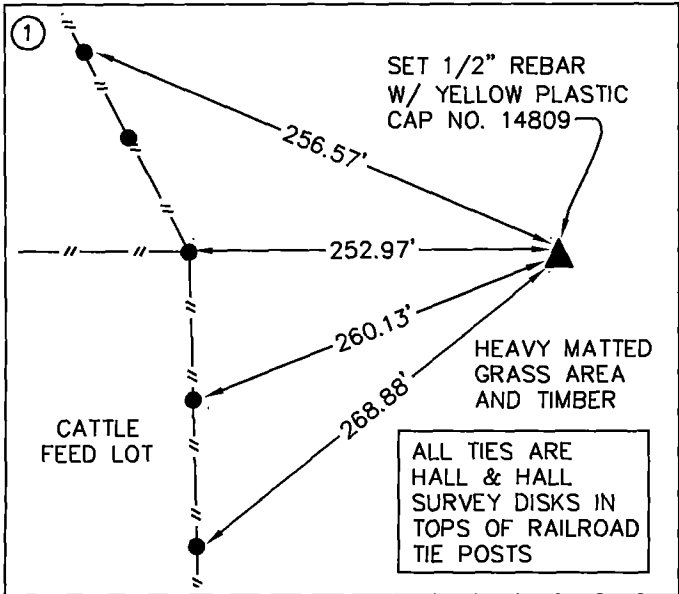 1
SET 1/2" REBAR
W/ YELLOW PLASTIC
CAP NO. 14809
256.57'
252.97'
260.13'
268.88'
HEAVY MATTED
GRASS AREA
AND TIMBER
CATTLE
FEED LOT
ALL TIES ARE
HALL & HALL
SURVEY DISKS IN
TOPS OF RAILROAD
TIE POSTS